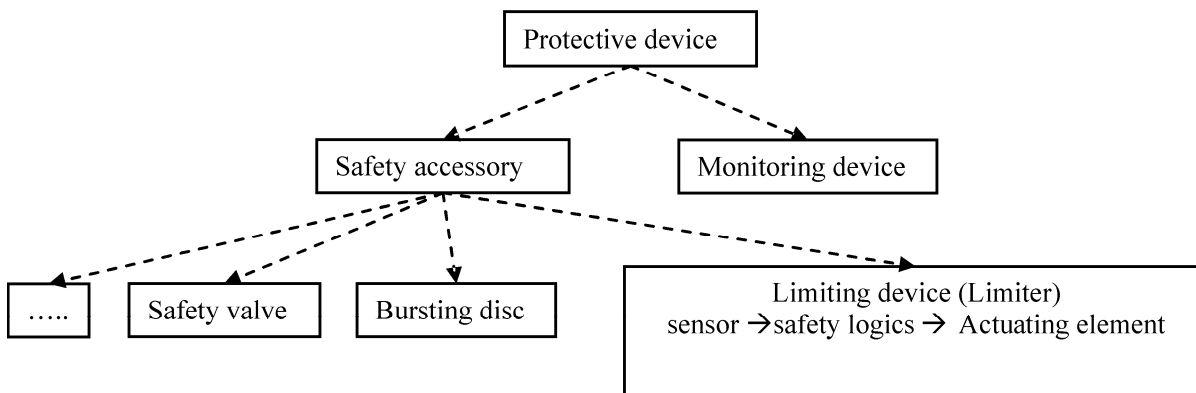 Protective device
Safety accessory
Monitoring device
…..
Safety valve
Bursting disc
Limiting device (Limiter)
sensor →safety logics → Actuating element